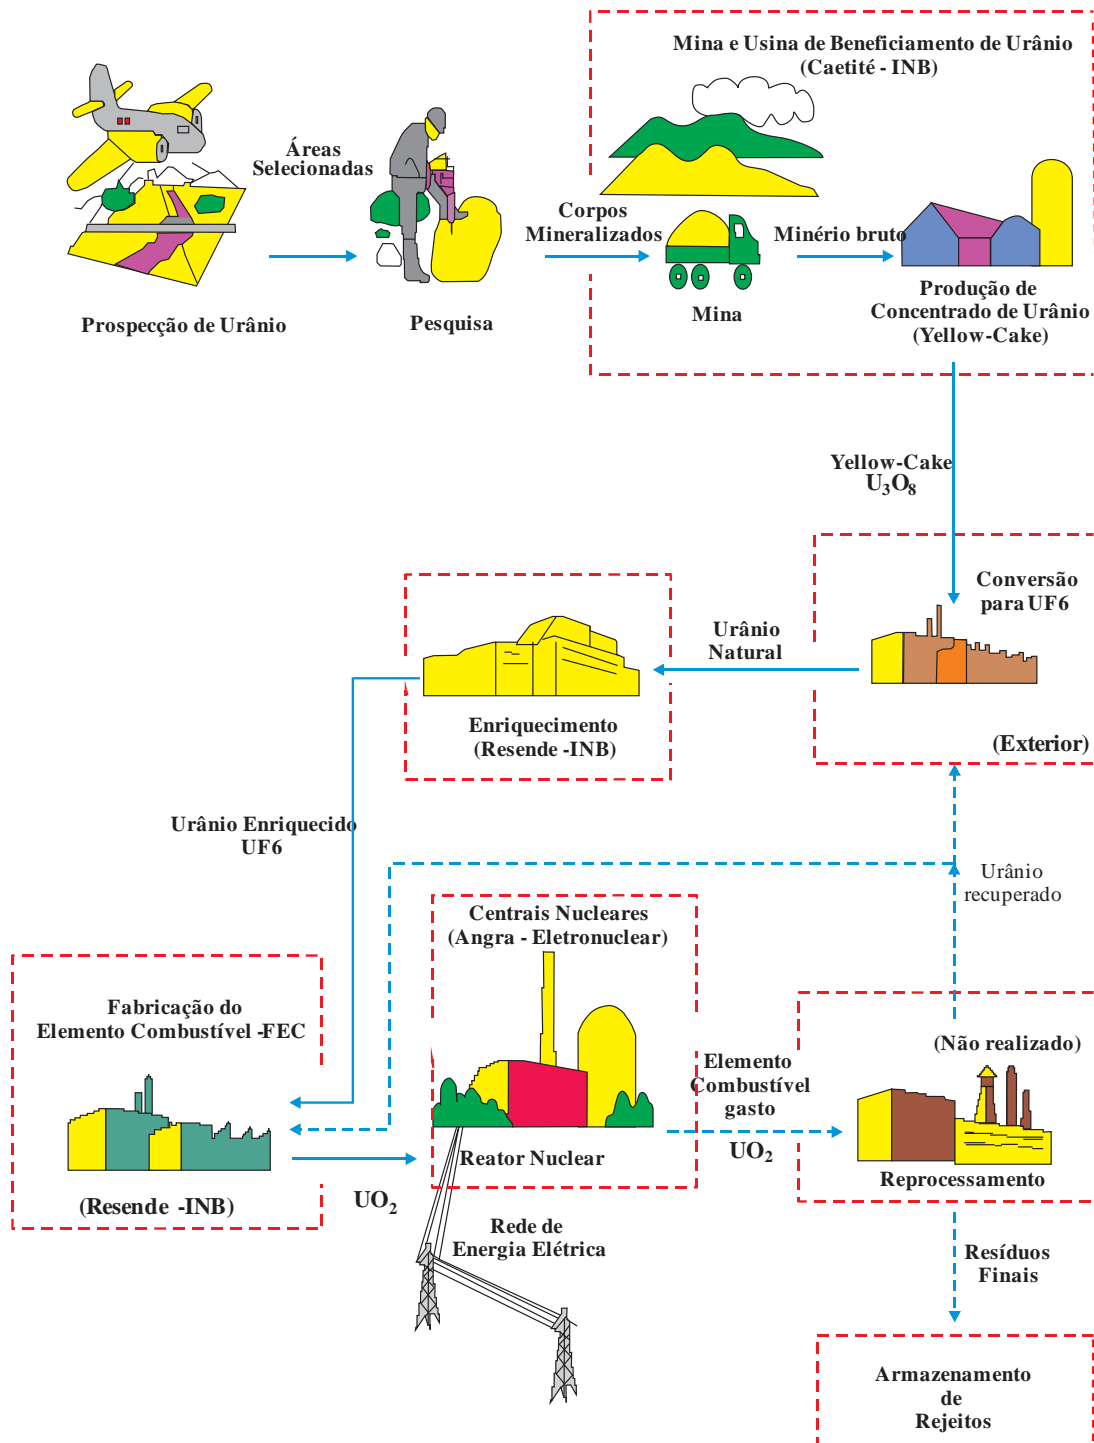 Mina e Usina de Beneficiamento de Urânio
(Caetité - INB)
Áreas
Selecionadas
Corpos
Mineralizados
Minério bruto
Prospecção de Urânio
Pesquisa
Mina
Produção de
Concentrado de Urânio
(Yellow-Cake)
Yellow-Cake
U₃O₈
Conversão
para UF6
(Exterior)
Urânio
Natural
Enriquecimento
(Resende -INB)
Urânio Enriquecido
UF6
Urânio
recuperado
Centrais Nucleares
(Angra - Eletronuclear)
Fabricação do
Elemento Combustível -FEC
(Resende -INB)
UO₂
Reator Nuclear
Rede de
Energia Elétrica
Elemento
Combustível
gasto
UO₂
(Não realizado)
Reprocessamento
Resíduos
Finais
Armazenamento
de
Rejeitos